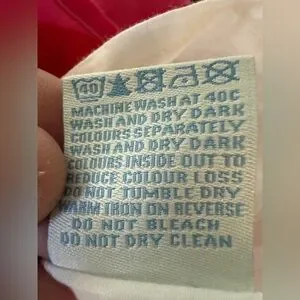 40
MACHINE WASH AT 40C
WASH AND DRY DARK
COLOURS SEPARATELY
WASH AND DRY DARK
COLOURS INSIDE OUT TO
REDUCE COLOUR LOSS
DO NOT TUMBLE DRY
WARM IRON ON REVERSE
DO NOT BLEACH
DO NOT DRY CLEAN